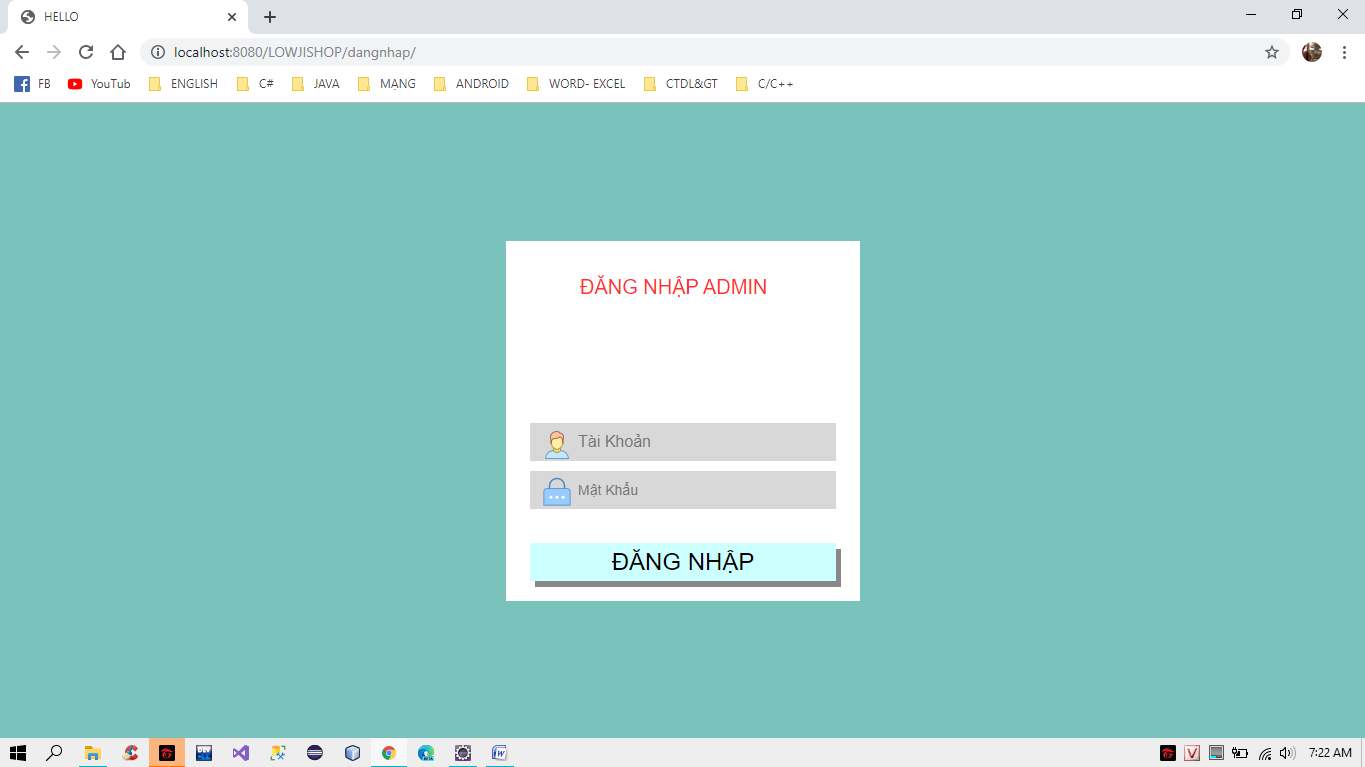 HELLO
localhost:8080/LOWJISHOP/dangnhap/
FB YouTub ENGLISH C# JAVA MẠNG ANDROID WORD- EXCEL CTDL&GT C/C++
ĐĂNG NHẬP ADMIN
Tài Khoản
Mật Khẩu
ĐĂNG NHẬP
7:22 AM